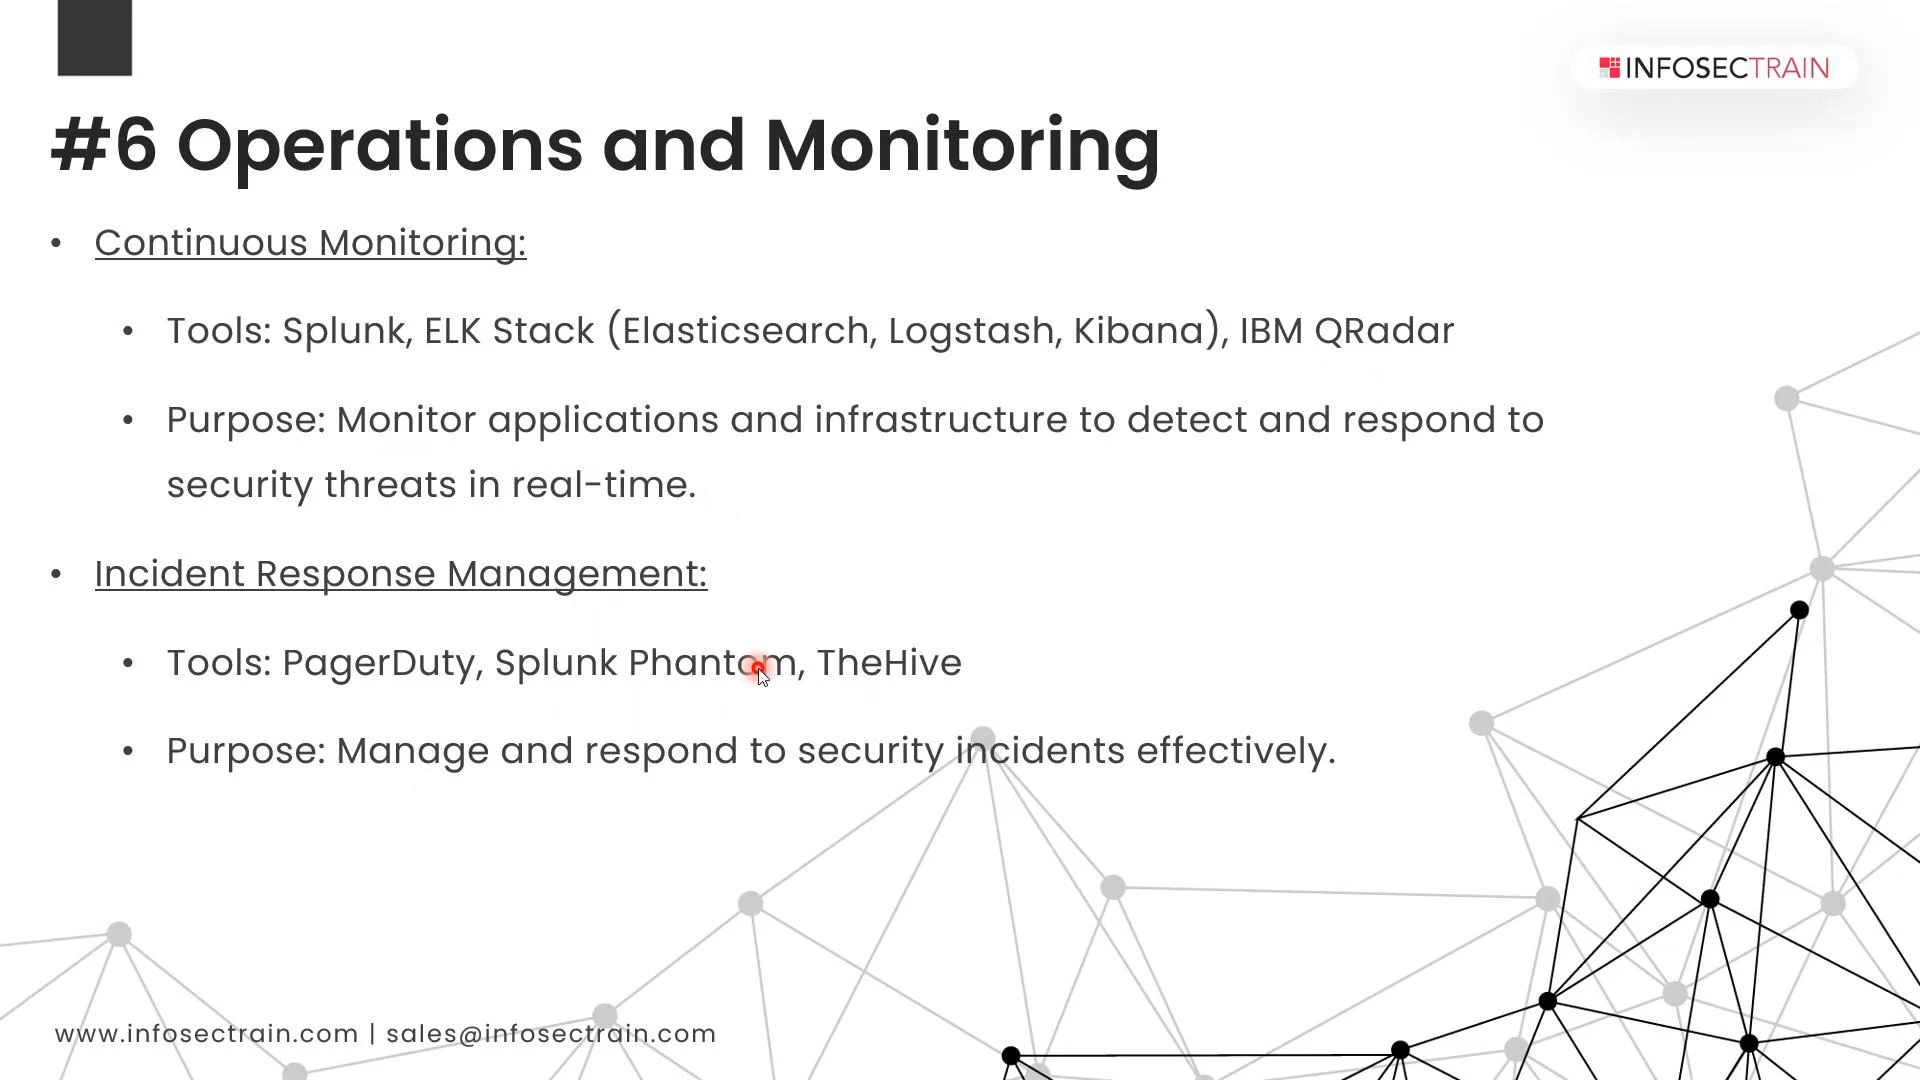 INFOSECTRAIN
#6 Operations and Monitoring
• Continuous Monitoring:
• Tools: Splunk, ELK Stack (Elasticsearch, Logstash, Kibana), IBM QRadar
• Purpose: Monitor applications and infrastructure to detect and respond to
security threats in real-time.
• Incident Response Management:
• Tools: PagerDuty, Splunk Phantom, TheHive
• Purpose: Manage and respond to security incidents effectively.
www.infosectrain.com | sales@infosectrain.com